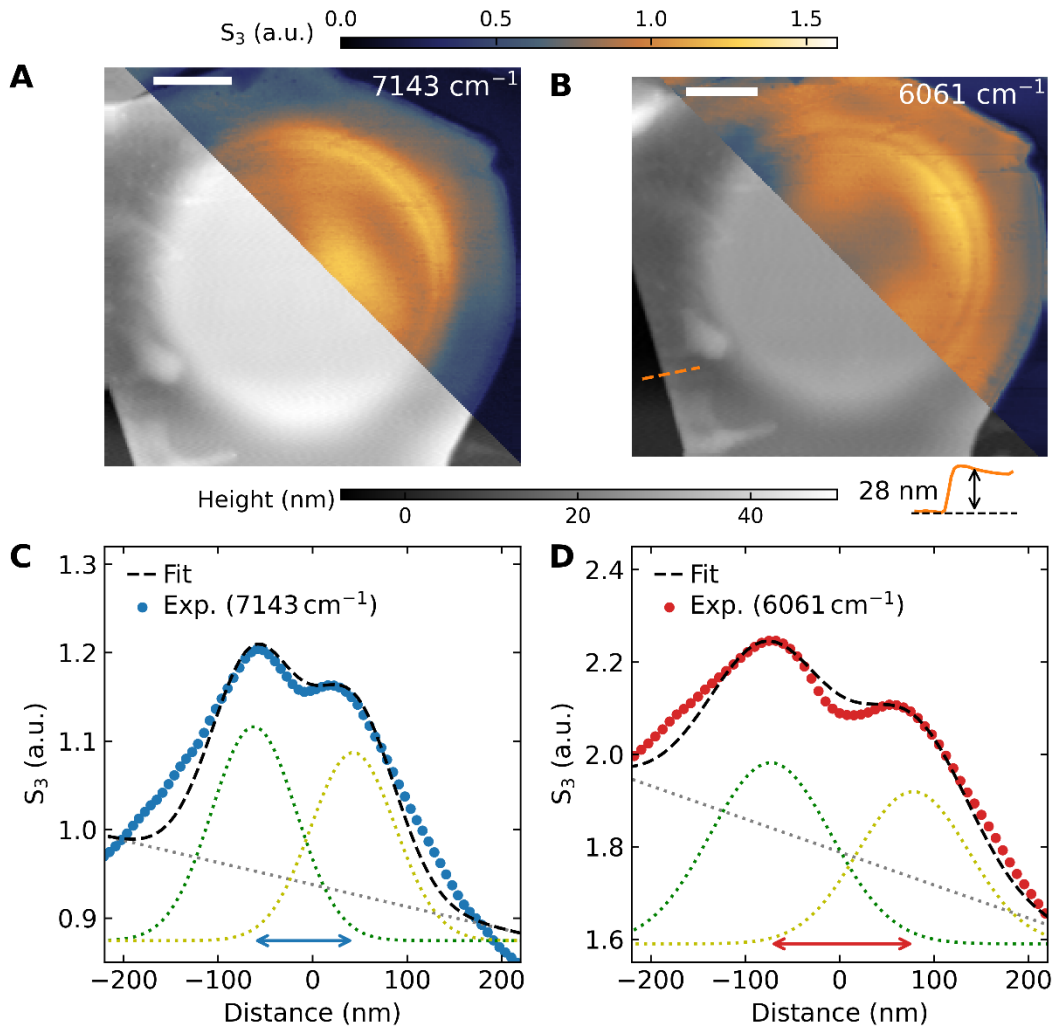 S₃ (a.u.)
0.0 0.5 1.0 1.5
A
7143 cm⁻¹
B
6061 cm⁻¹
Height (nm)
0 20 40
28 nm
C
1.3
1.2
1.1
1.0
0.9
S₃ (a.u.)
Fit
Exp. (7143 cm⁻¹)
−200 −100 0 100 200
Distance (nm)
D
2.4
2.2
2.0
1.8
1.6
S₃ (a.u.)
Fit
Exp. (6061 cm⁻¹)
−200 −100 0 100 200
Distance (nm)